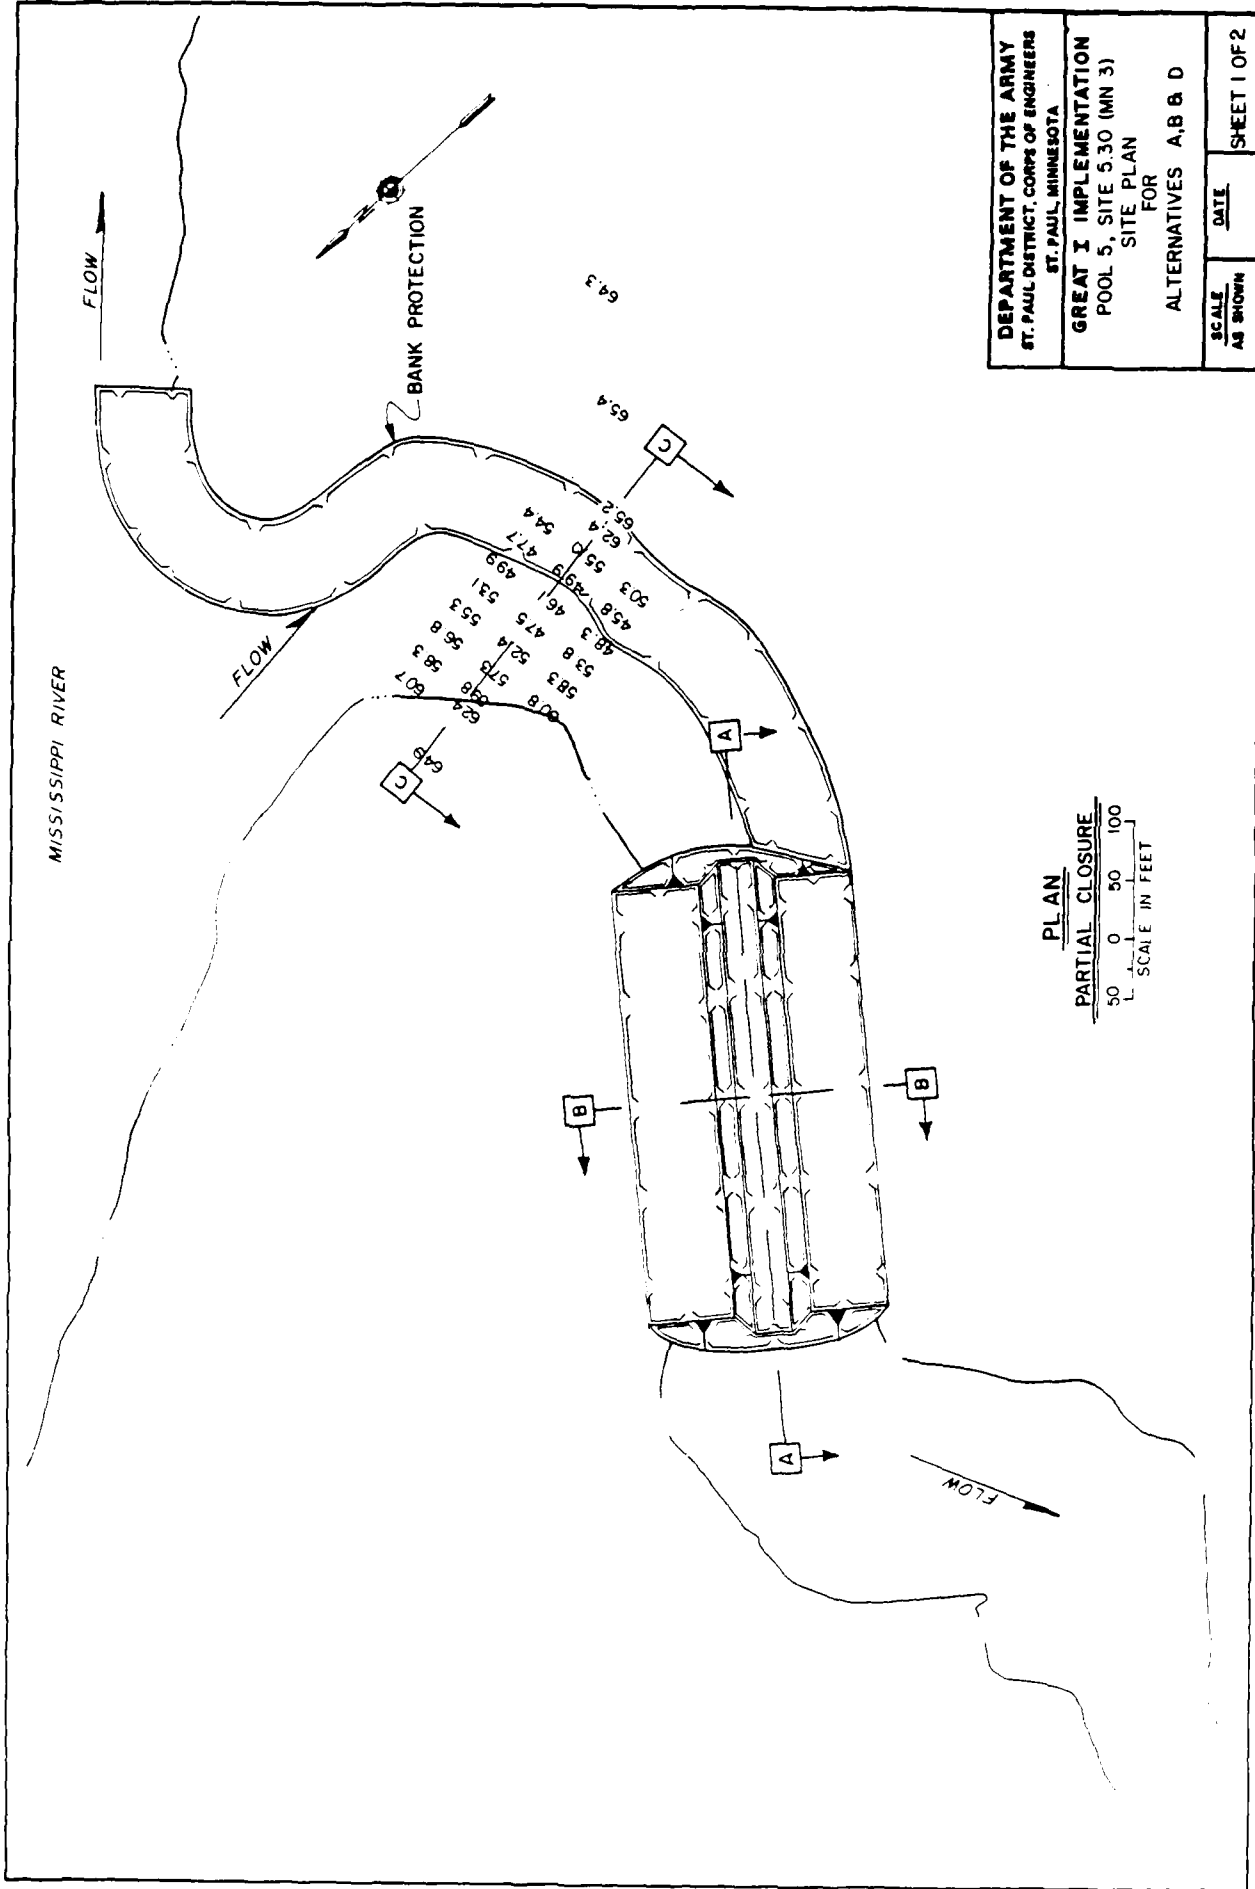 MISSISSIPPI RIVER
FLOW
FLOW
N
BANK PROTECTION
64.3
65.4
C
65.2
62.4
55.0
49.9
46.1
47.5
52.4
57.3
59.8
62.4
64.9
C
54.4
47.7
49.9
53.1
55.3
56.8
58.3
60.7
50.3
45.8
48.3
53.8
58.3
60.8
A
A
B
B
FLOW
PLAN
PARTIAL CLOSURE
50 0 50 100
SCALE IN FEET
DEPARTMENT OF THE ARMY
ST. PAUL DISTRICT, CORPS OF ENGINEERS
ST. PAUL, MINNESOTA
GREAT I IMPLEMENTATION
POOL 5, SITE 5.30 (MN 3)
SITE PLAN
FOR
ALTERNATIVES A,B & D
SCALE
AS SHOWN
DATE
SHEET 1 OF 2